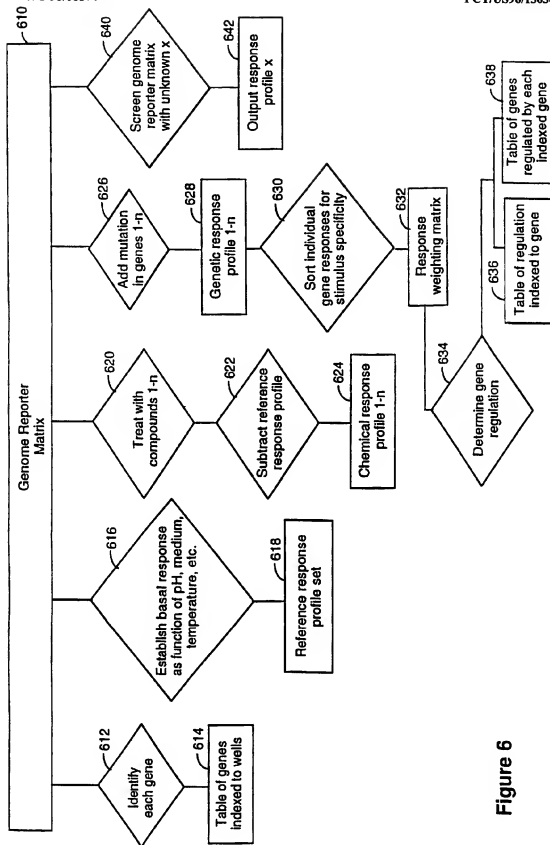 610
Genome Reporter
Matrix
612
Identify
each gene
614
Table of genes
indexed to wells
616
Establish basal response
as function of pH, medium,
temperature, etc.
618
Reference response
profile set
620
Treat with
compounds 1-n
622
Subtract reference
response profile
624
Chemical response
profile 1-n
626
Add mutation
in genes 1-n
628
Genetic response
profile 1-n
630
Sort individual
gene responses for
stimulus specificity
632
Response
weighting matrix
634
Determine gene
regulation
636
Table of regulation
indexed to gene
638
Table of genes
regulated by each
indexed gene
640
Screen genome
reporter matrix
with unknown x
642
Output response
profile x
Figure 6